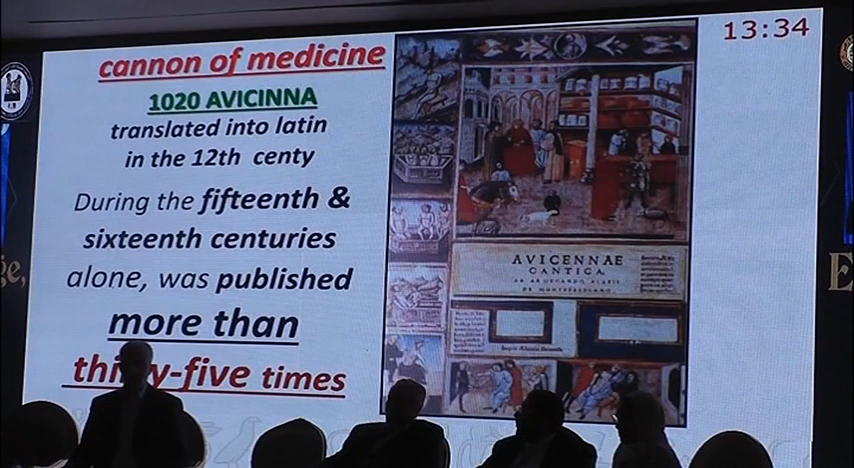 13:34
cannon of medicine
1020 AVICINNA
translated into latin
in the 12th centy
During the fifteenth &
sixteenth centuries
alone, was published
more than
thirty-five times
AVICENNAE
CANTICA